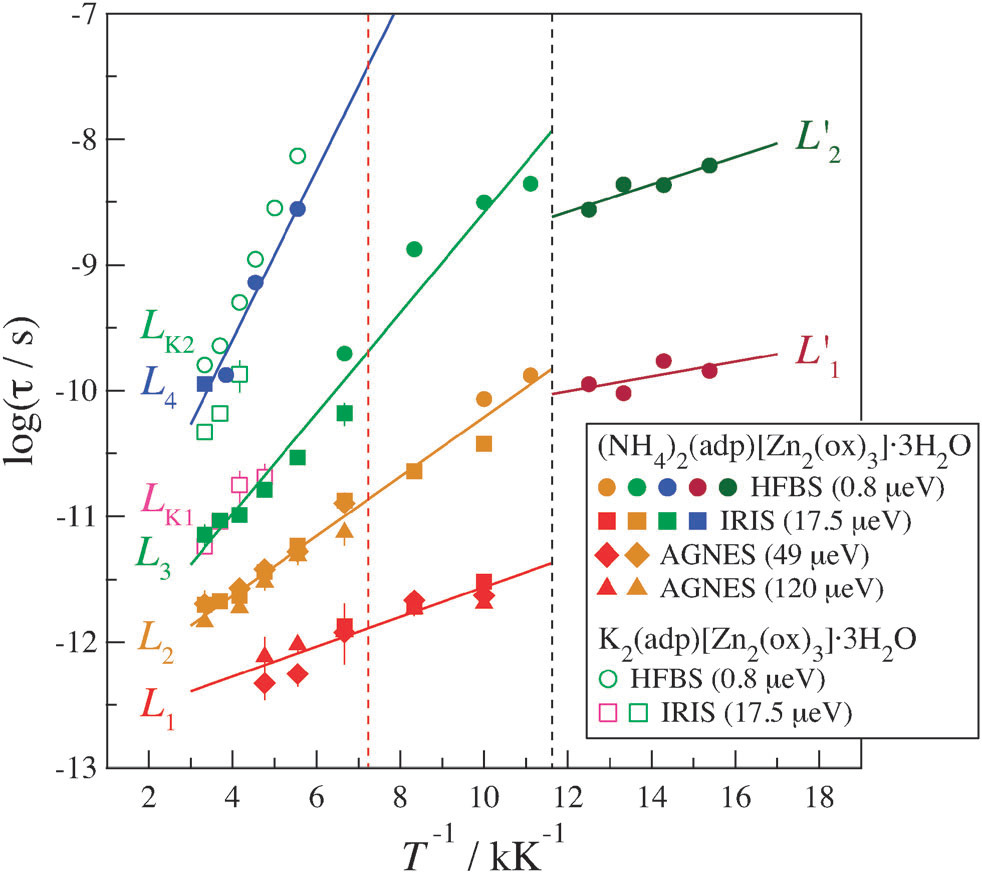 -7
-8
-9
-10
-11
-12
-13
log(τ / s)
L'2
L'1
LK2
L4
LK1
L3
L2
L1
(NH4)2(adp)[Zn2(ox)3]·3H2O
HFBS (0.8 μeV)
IRIS (17.5 μeV)
AGNES (49 μeV)
AGNES (120 μeV)
K2(adp)[Zn2(ox)3]·3H2O
HFBS (0.8 μeV)
IRIS (17.5 μeV)
2 4 6 8 10 12 14 16 18
T-1 / kK-1